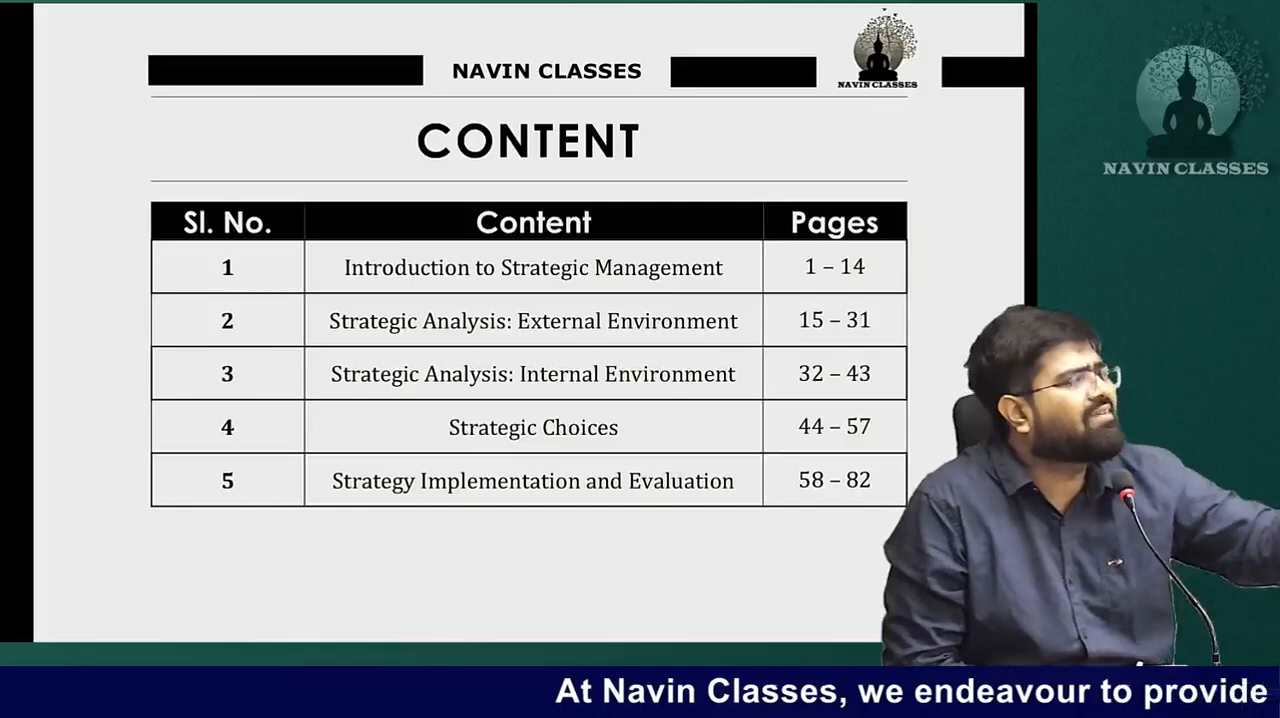 NAVIN CLASSES
NAVIN CLASSES
NAVIN CLASSES
CONTENT
Sl. No. Content Pages
1 Introduction to Strategic Management 1 – 14
2 Strategic Analysis: External Environment 15 – 31
3 Strategic Analysis: Internal Environment 32 – 43
4 Strategic Choices 44 – 57
5 Strategy Implementation and Evaluation 58 – 82
At Navin Classes, we endeavour to provide